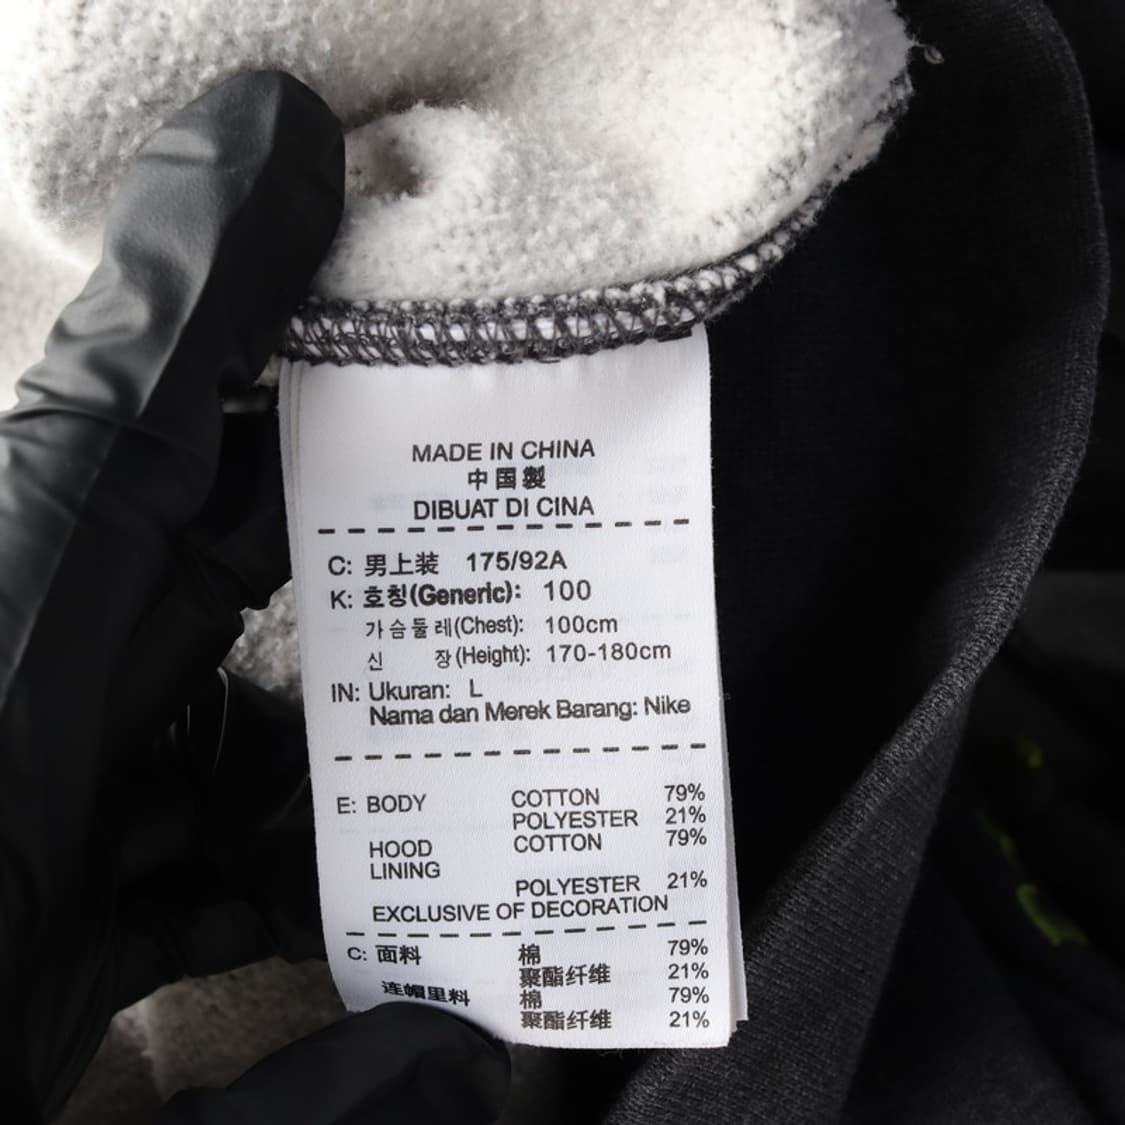 MADE IN CHINA
中国製
DIBUAT DI CINA
C: 男上装 175/92A
K: 호칭(Generic): 100
가슴둘레(Chest): 100cm
신 장(Height): 170-180cm
IN: Ukuran: L
Nama dan Merek Barang: Nike
E: BODY COTTON 79%
POLYESTER 21%
HOOD COTTON 79%
LINING
POLYESTER 21%
EXCLUSIVE OF DECORATION
C: 面料 棉 79%
聚酯纤维 21%
连帽里料 棉 79%
聚酯纤维 21%